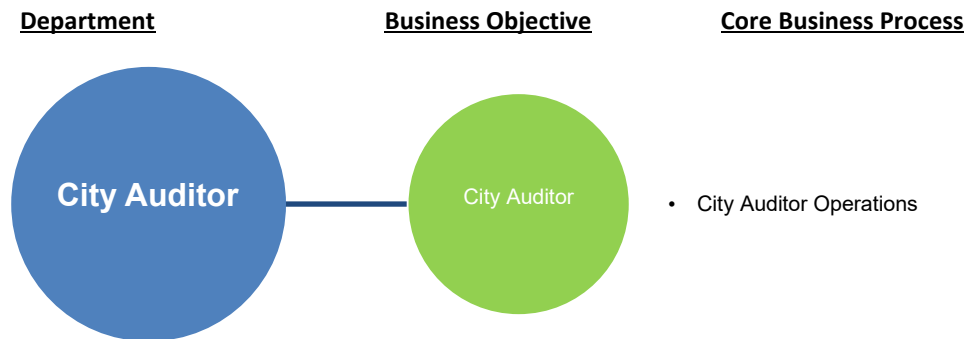 Department Business Objective Core Business Process
City Auditor City Auditor • City Auditor Operations